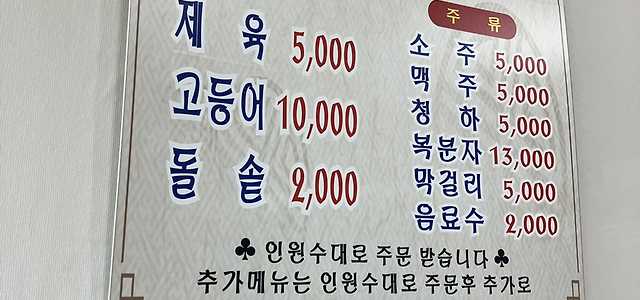 제육 5,000
고등어 10,000
돌솥 2,000
주류
소주 5,000
맥주 5,000
청하 5,000
복분자 13,000
막걸리 5,000
음료수 2,000
♣ 인원수대로 주문 받습니다 ♣
추가메뉴는 인원수대로 주문후 추가로